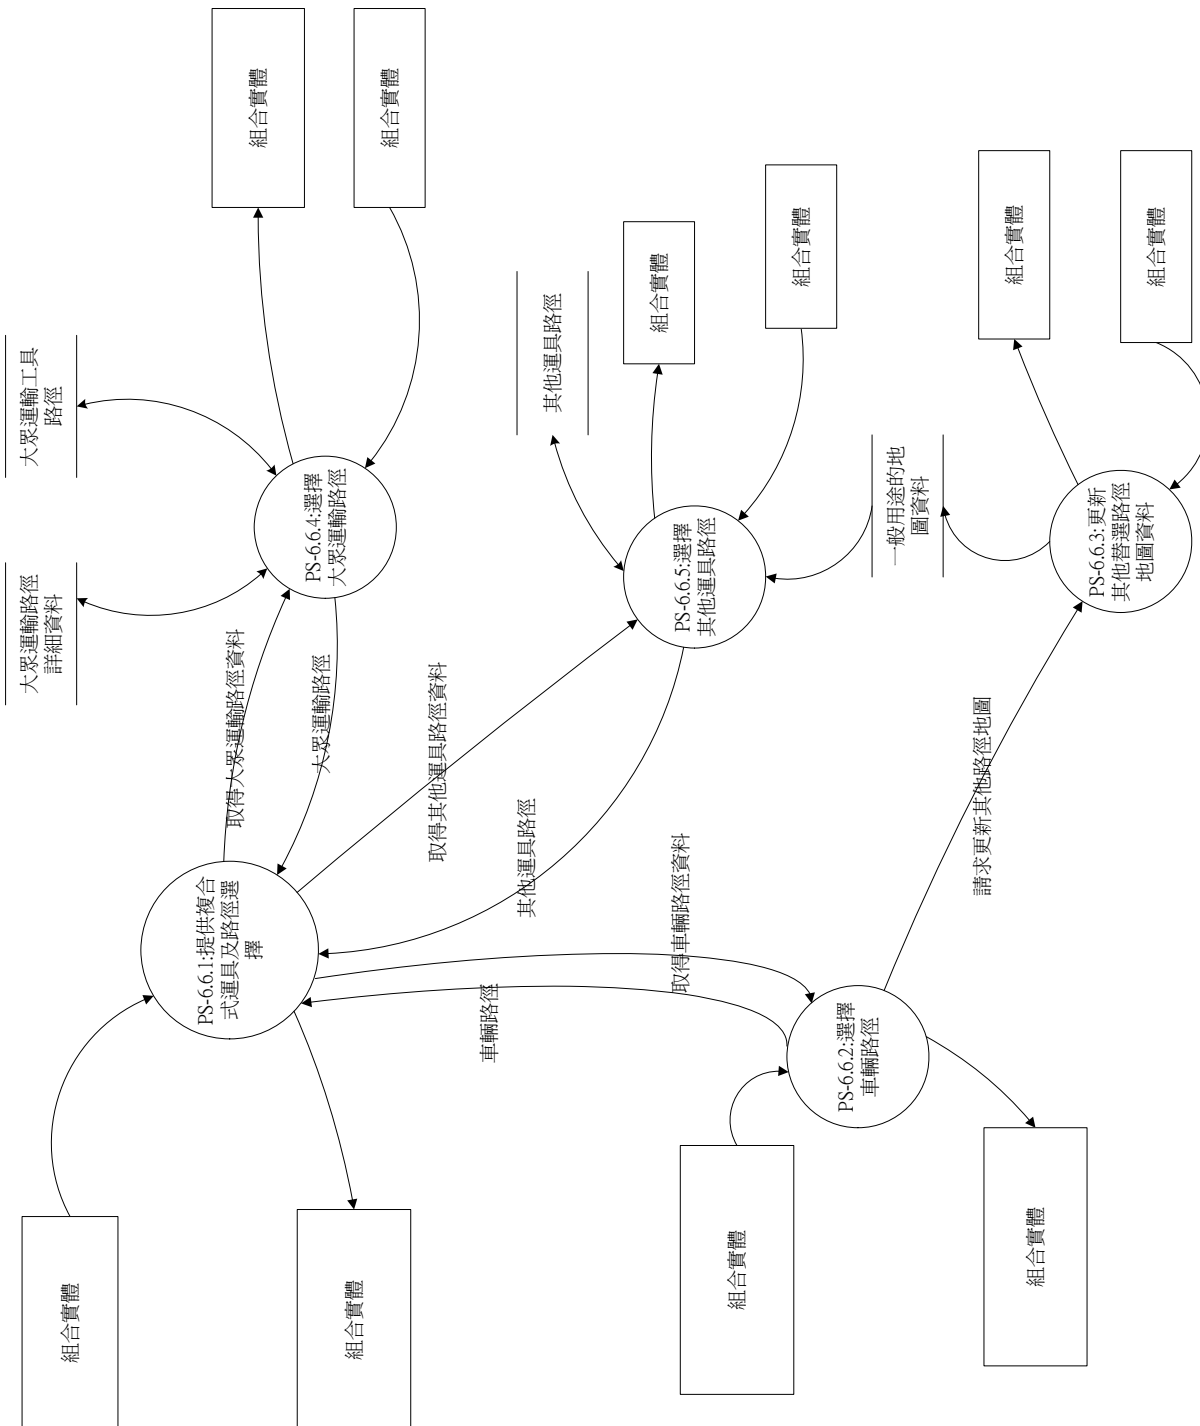 組合實體
組合實體
大眾運輸工具
路徑
大眾運輸路徑
詳細資料
PS-6.6.4:選擇
大眾運輸路徑
取得大眾運輸路徑資料
大眾運輸路徑
PS-6.6.1:提供複合
式運具及路徑選
擇
組合實體
組合實體
其他運具路徑
組合實體
組合實體
PS-6.6.5:選擇
其他運具路徑
取得其他運具路徑資料
其他運具路徑
一般用途的地
圖資料
取得車輛路徑資料
車輛路徑
PS-6.6.2:選擇
車輛路徑
組合實體
組合實體
請求更新其他路徑地圖
PS-6.6.3:更新
其他替選路徑
地圖資料
組合實體
組合實體